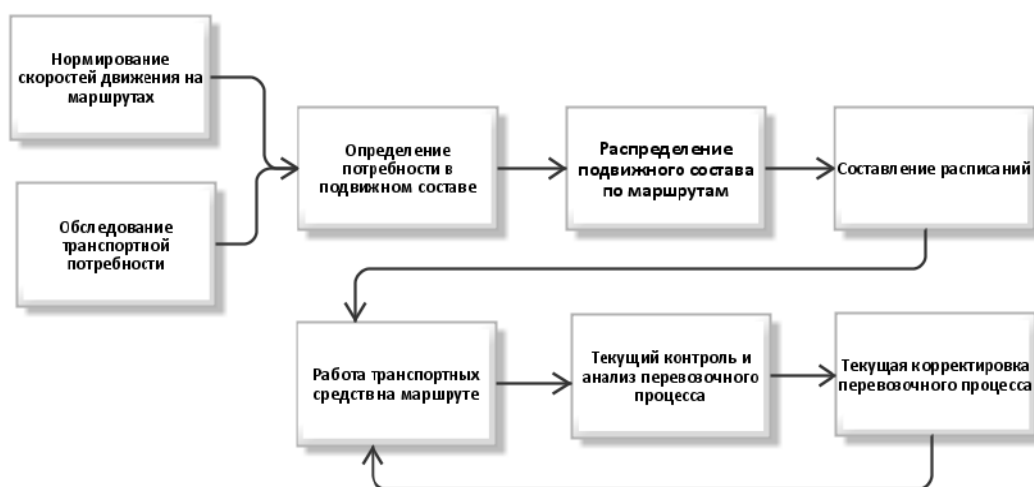 Нормирование
скоростей движения на
маршрутах
Обследование
транспортной
потребности
Определение
потребности в
подвижном составе
Распределение
подвижного состава
по маршрутам
Составление расписаний
Работа транспортных
средств на маршруте
Текущий контроль и
анализ перевозочного
процесса
Текущая корректировка
перевозочного процесса